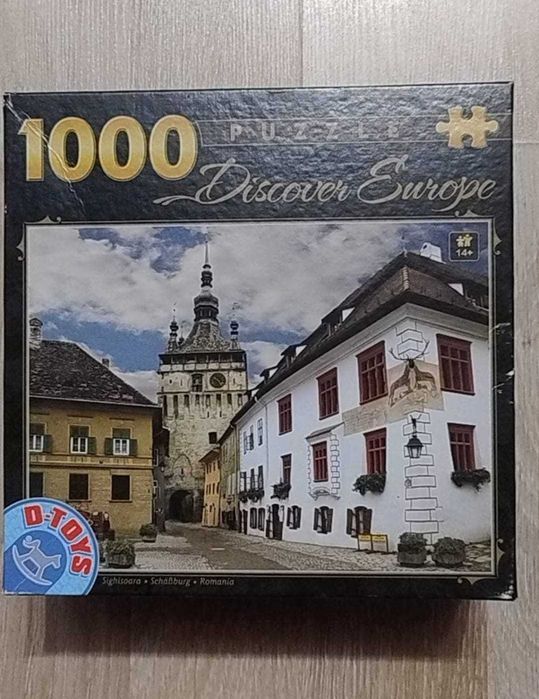 1000 PUZZLE
Discover Europe
14+
D-TOYS
Sighisoara • Schäßburg • Romania